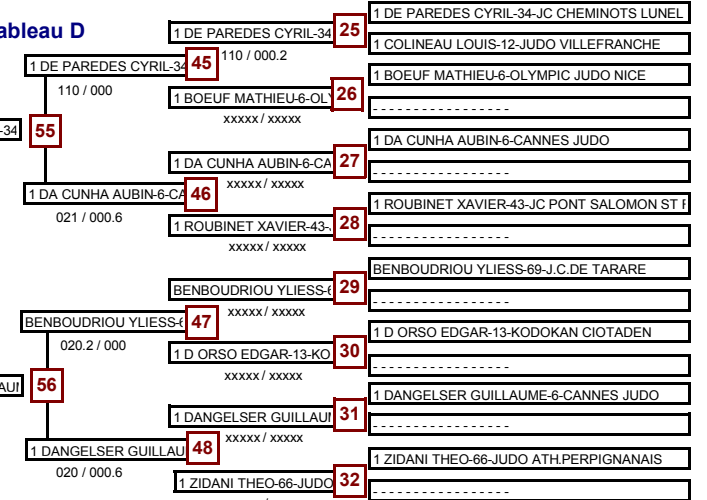 ableau D
1 DE PAREDES CYRIL-34-JC CHEMINOTS LUNEL
1 DE PAREDES CYRIL-34
25
1 COLINEAU LOUIS-12-JUDO VILLEFRANCHE
110 / 000.2
1 DE PAREDES CYRIL-34
45
110 / 000
1 BOEUF MATHIEU-6-OLYMPIC JUDO NICE
1 BOEUF MATHIEU-6-OL
26
- - - - - - - - - - - - - - - - -
xxxxx / xxxxx
-34
55
1 DA CUNHA AUBIN-6-CANNES JUDO
1 DA CUNHA AUBIN-6-CA
27
- - - - - - - - - - - - - - - - -
xxxxx / xxxxx
1 DA CUNHA AUBIN-6-CA
46
021 / 000.6
1 ROUBINET XAVIER-43-JC PONT SALOMON ST
1 ROUBINET XAVIER-43-
28
- - - - - - - - - - - - - - - - -
xxxxx / xxxxx
BENBOUDRIOU YLIESS-69-J.C.DE TARARE
BENBOUDRIOU YLIESS-6
29
- - - - - - - - - - - - - - - - -
xxxxx / xxxxx
BENBOUDRIOU YLIESS-6
47
020.2 / 000
1 D ORSO EDGAR-13-KODOKAN CIOTADEN
1 D ORSO EDGAR-13-KO
30
- - - - - - - - - - - - - - - - -
xxxxx / xxxxx
AUM
56
1 DANGELSER GUILLAUME-6-CANNES JUDO
1 DANGELSER GUILLAUM
31
- - - - - - - - - - - - - - - - -
xxxxx / xxxxx
1 DANGELSER GUILLAU
48
020 / 000.6
1 ZIDANI THEO-66-JUDO ATH.PERPIGNANAIS
1 ZIDANI THEO-66-JUDO
32
- - - - - - - - - - - - - - - - -